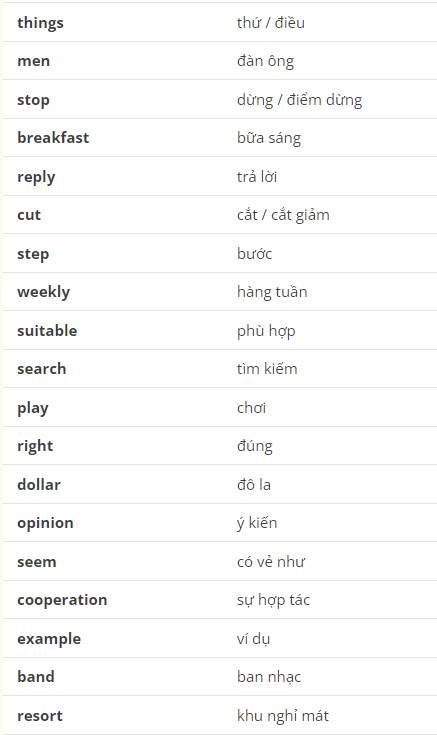 things thứ / điều
men đàn ông
stop dừng / điểm dừng
breakfast bữa sáng
reply trả lời
cut cắt / cắt giảm
step bước
weekly hàng tuần
suitable phù hợp
search tìm kiếm
play chơi
right đúng
dollar đô la
opinion ý kiến
seem có vẻ như
cooperation sự hợp tác
example ví dụ
band ban nhạc
resort khu nghỉ mát